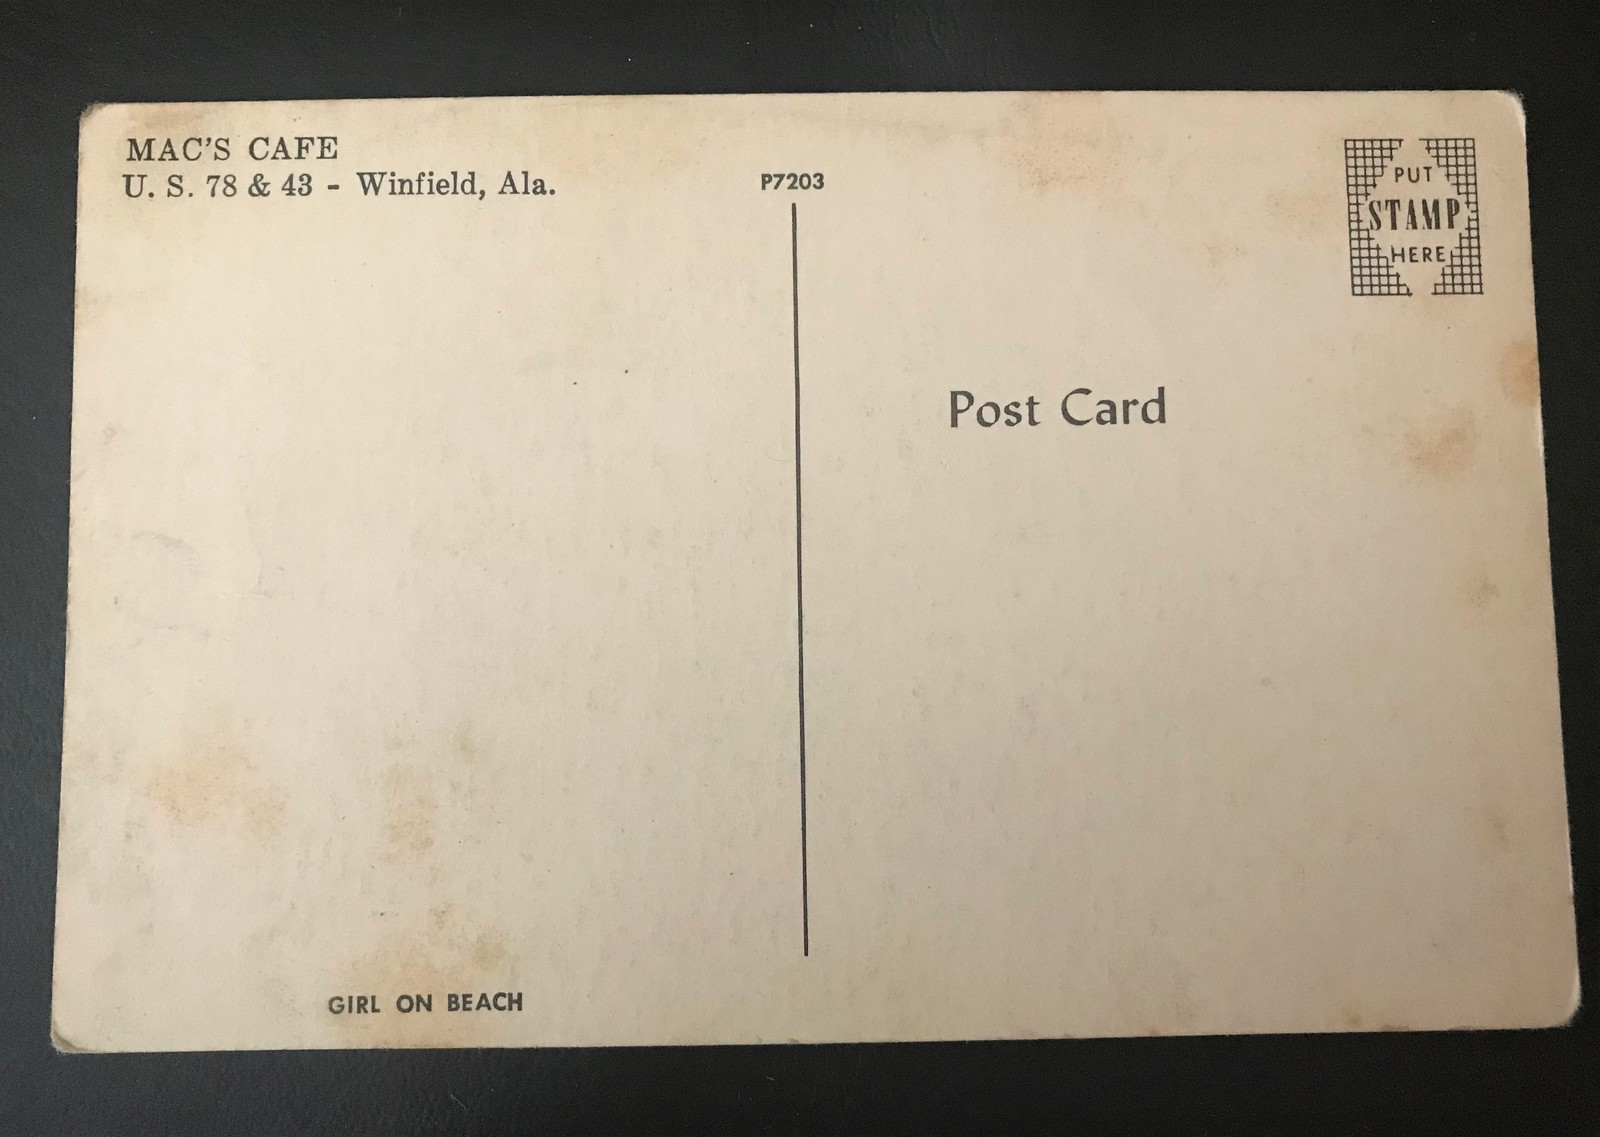 MAC'S CAFE
U. S. 78 & 43 - Winfield, Ala.
P7203
PUT
STAMP
HERE
Post Card
GIRL ON BEACH